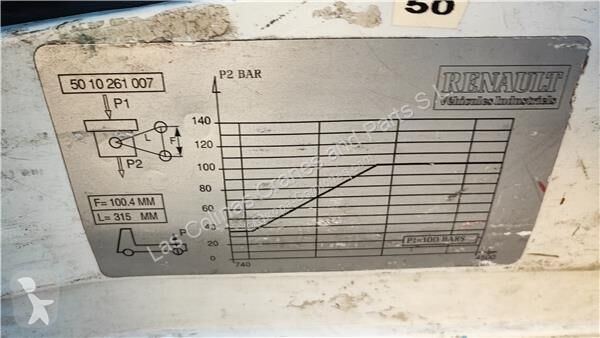 50
50 10 261 007
P2 BAR
RENAULT
Véhicules Industriels
P1
L
F
P2
140
120
100
80
60
40
20
0
F= 100.4 MM
L= 315 MM
P
P1=100 BARS
740
Las Colinas Cranes and Parts S.L.